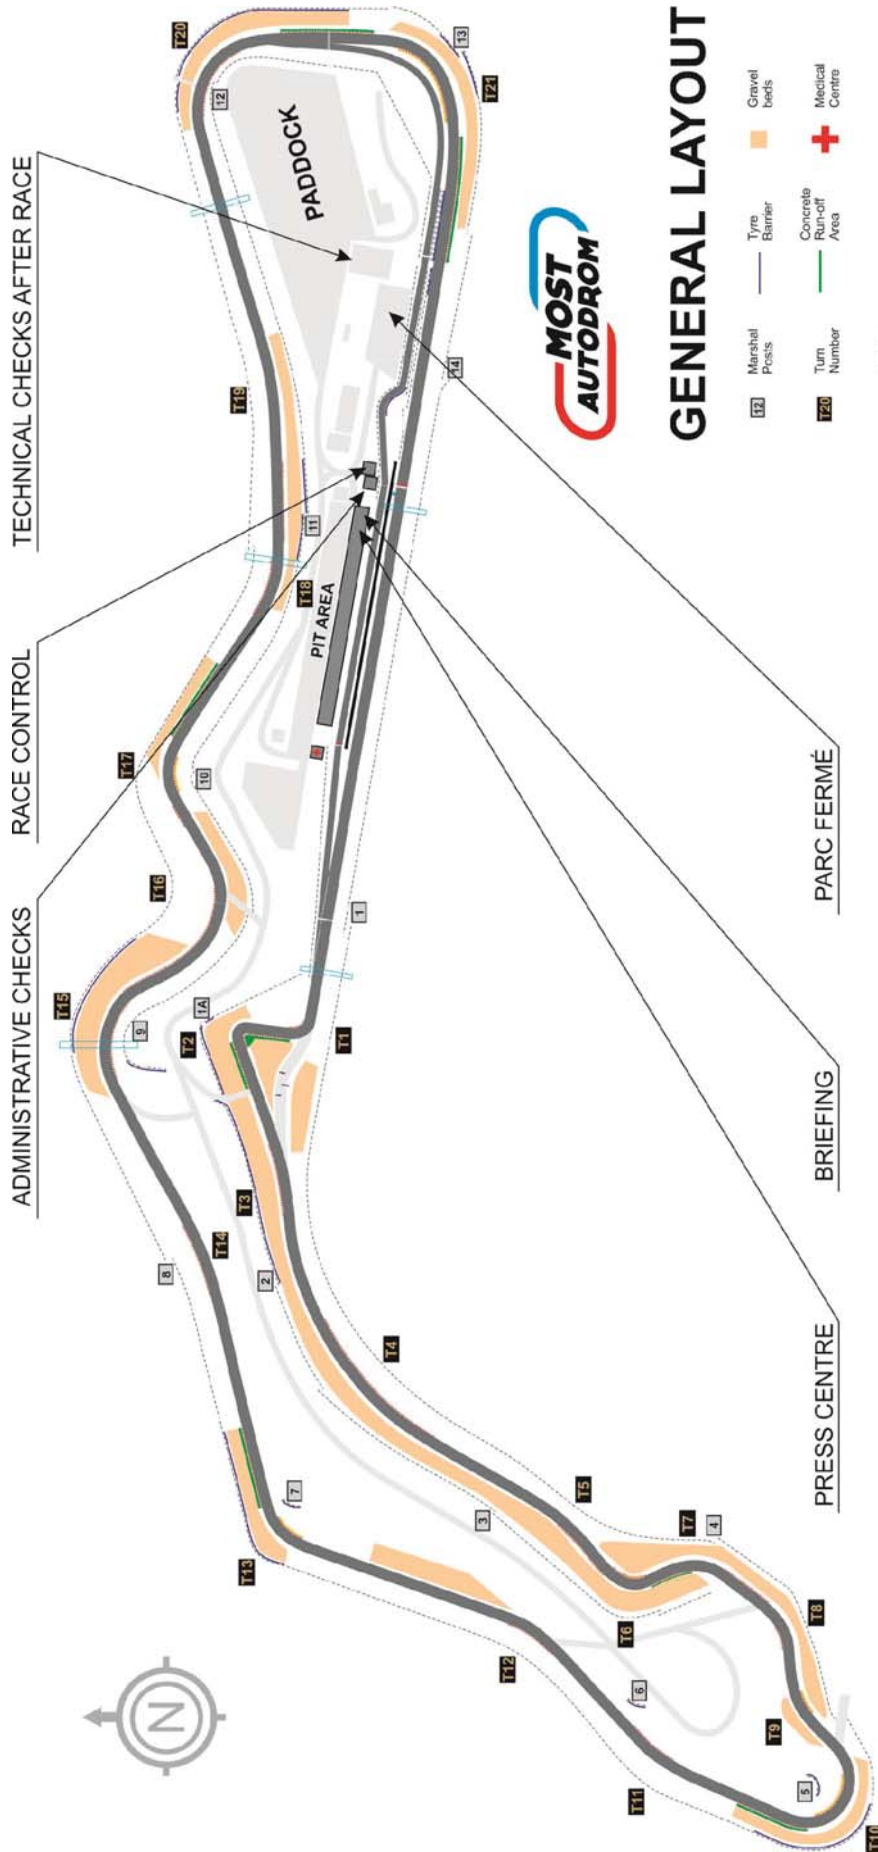 TECHNICAL CHECKS AFTER RACE
RACE CONTROL
ADMINISTRATIVE CHECKS
PADDOCK
PIT AREA
PARC FERMÉ
BRIEFING
PRESS CENTRE
MOST
AUTODROM
GENERAL LAYOUT
12
Marshal
Posts
Tyre
Barrier
Gravel
beds
T20
Turn
Number
Concrete
Run-off
Area
Medical
Centre
N
T1
T2
T3
T4
T5
T6
T7
T8
T9
T10
T11
T12
T13
T14
T15
T16
T17
T18
T19
T20
T21
1
1A
2
3
4
5
6
7
8
9
10
11
12
13
14